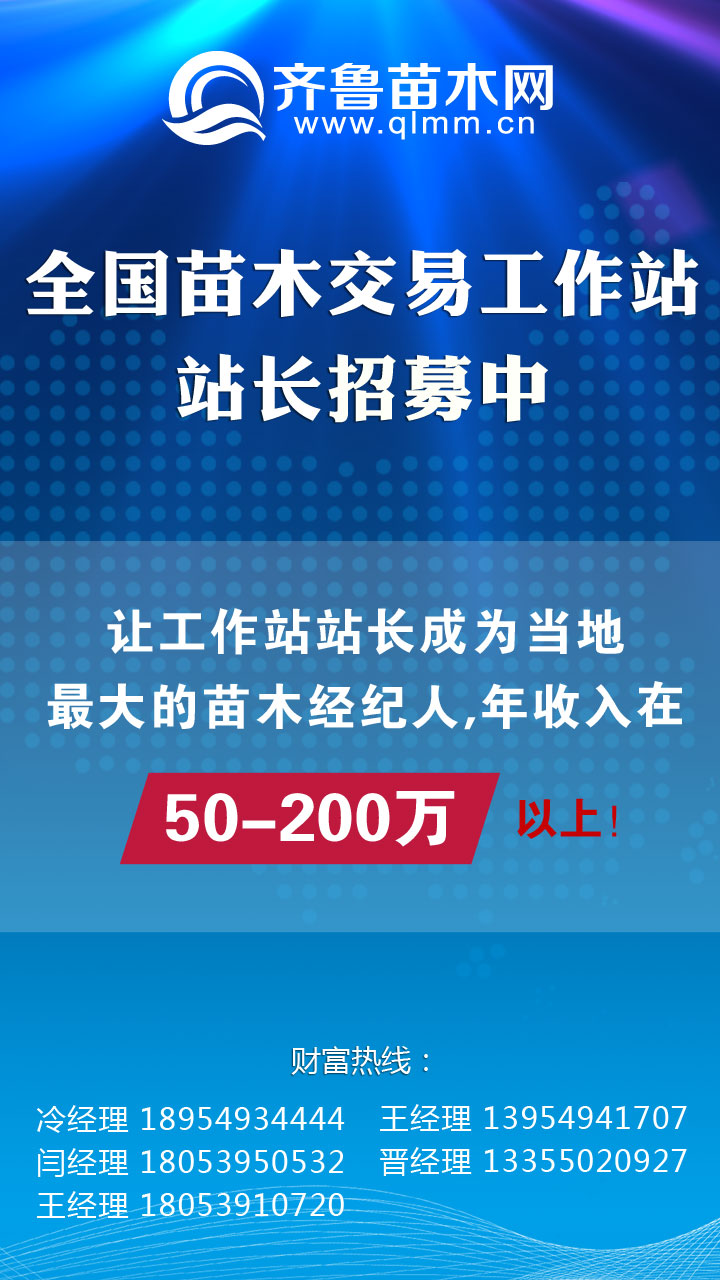 齐鲁苗木网
www.qlmm.cn
全国苗木交易工作站
站长招募中
让工作站站长成为当地
最大的苗木经纪人,年收入在
50-200万 以上!
财富热线:
冷经理 18954934444 王经理 13954941707
闫经理 18053950532 晋经理 13355020927
王经理 18053910720